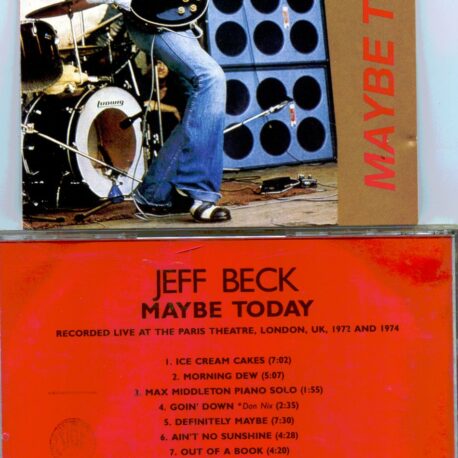 Ludwig
MAYBE T
JEFF BECK
MAYBE TODAY
RECORDED LIVE AT THE PARIS THEATRE, LONDON, UK, 1972 AND 1974
1. ICE CREAM CAKES (7:02)
2. MORNING DEW (5:07)
3. MAX MIDDLETON PIANO SOLO (1:55)
4. GOIN' DOWN *Don Nix (2:35)
5. DEFINITELY MAYBE (7:30)
6. AIN'T NO SUNSHINE (4:28)
7. OUT OF A BOOK (4:20)